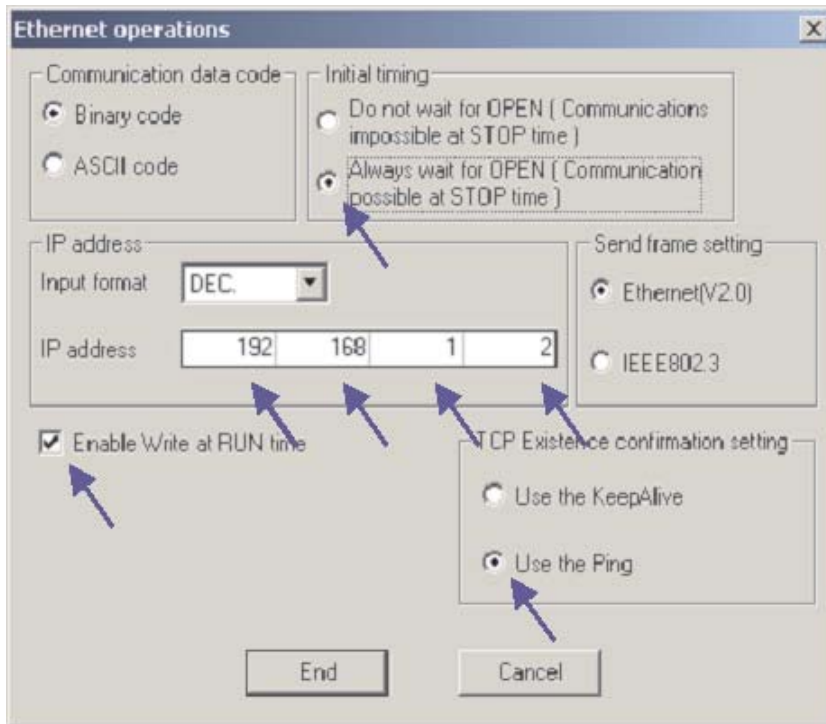 Ethernet operations
Communication data code
Binary code
ASCII code
Initial timing
Do not wait for OPEN ( Communications
impossible at STOP time )
Always wait for OPEN ( Communication
possible at STOP time )
IP address
Input format
DEC.
IP address
192 168 1 2
Send frame setting
Ethernet(V2.0)
IEEE802.3
Enable Write at RUN time
TCP Existence confirmation setting
Use the KeepAlive
Use the Ping
End
Cancel